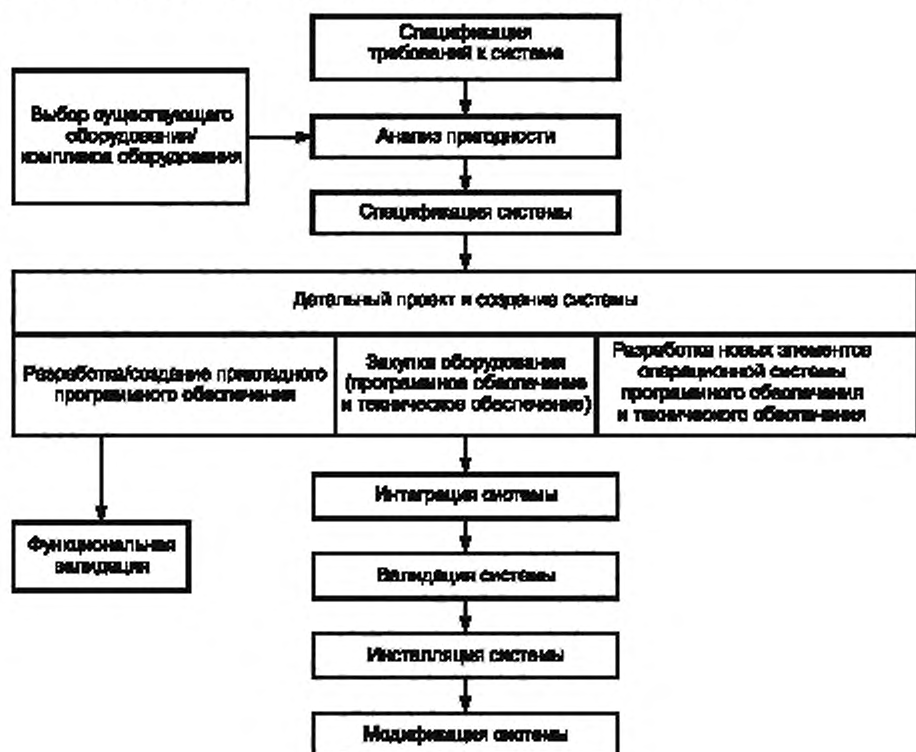 Спецификация
требований к системе
Выбор существующего
оборудования/
комплекса оборудования
Анализ пригодности
Спецификация системы
Детальный проект и создание системы
Разработка/создание прикладного
программного обеспечения
Закупка оборудования
(программное обеспечение
и техническое обеспечение)
Разработка новых элементов
операционной системы
программного обеспечения
и технического обеспечения
Интеграция системы
Функциональная
валидация
Валидация системы
Инсталляция системы
Модификация системы